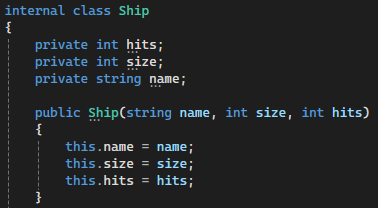 internal class Ship
{
    private int hits;
    private int size;
    private string name;

    public Ship(string name, int size, int hits)
    {
        this.name = name;
        this.size = size;
        this.hits = hits;
    }